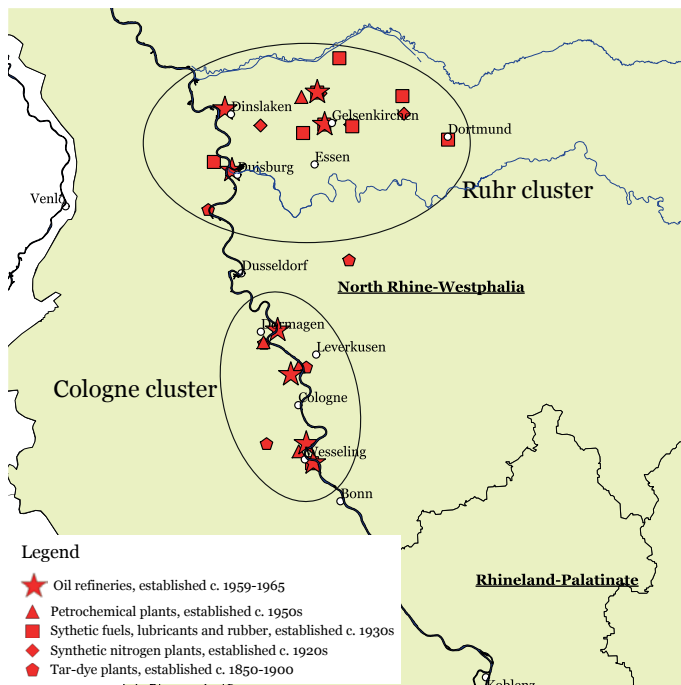 Dinslaken
Gelsenkirchen
Dortmund
Essen
Duisburg
Ruhr cluster
Venlo
Dusseldorf
North Rhine-Westphalia
Dormagen
Leverkusen
Cologne cluster
Cologne
Wesseling
Bonn
Legend
Oil refineries, established c. 1959-1965
Petrochemical plants, established c. 1950s
Sythetic fuels, lubricants and rubber, established c. 1930s
Synthetic nitrogen plants, established c. 1920s
Tar-dye plants, established c. 1850-1900
Rhineland-Palatinate
Koblenz